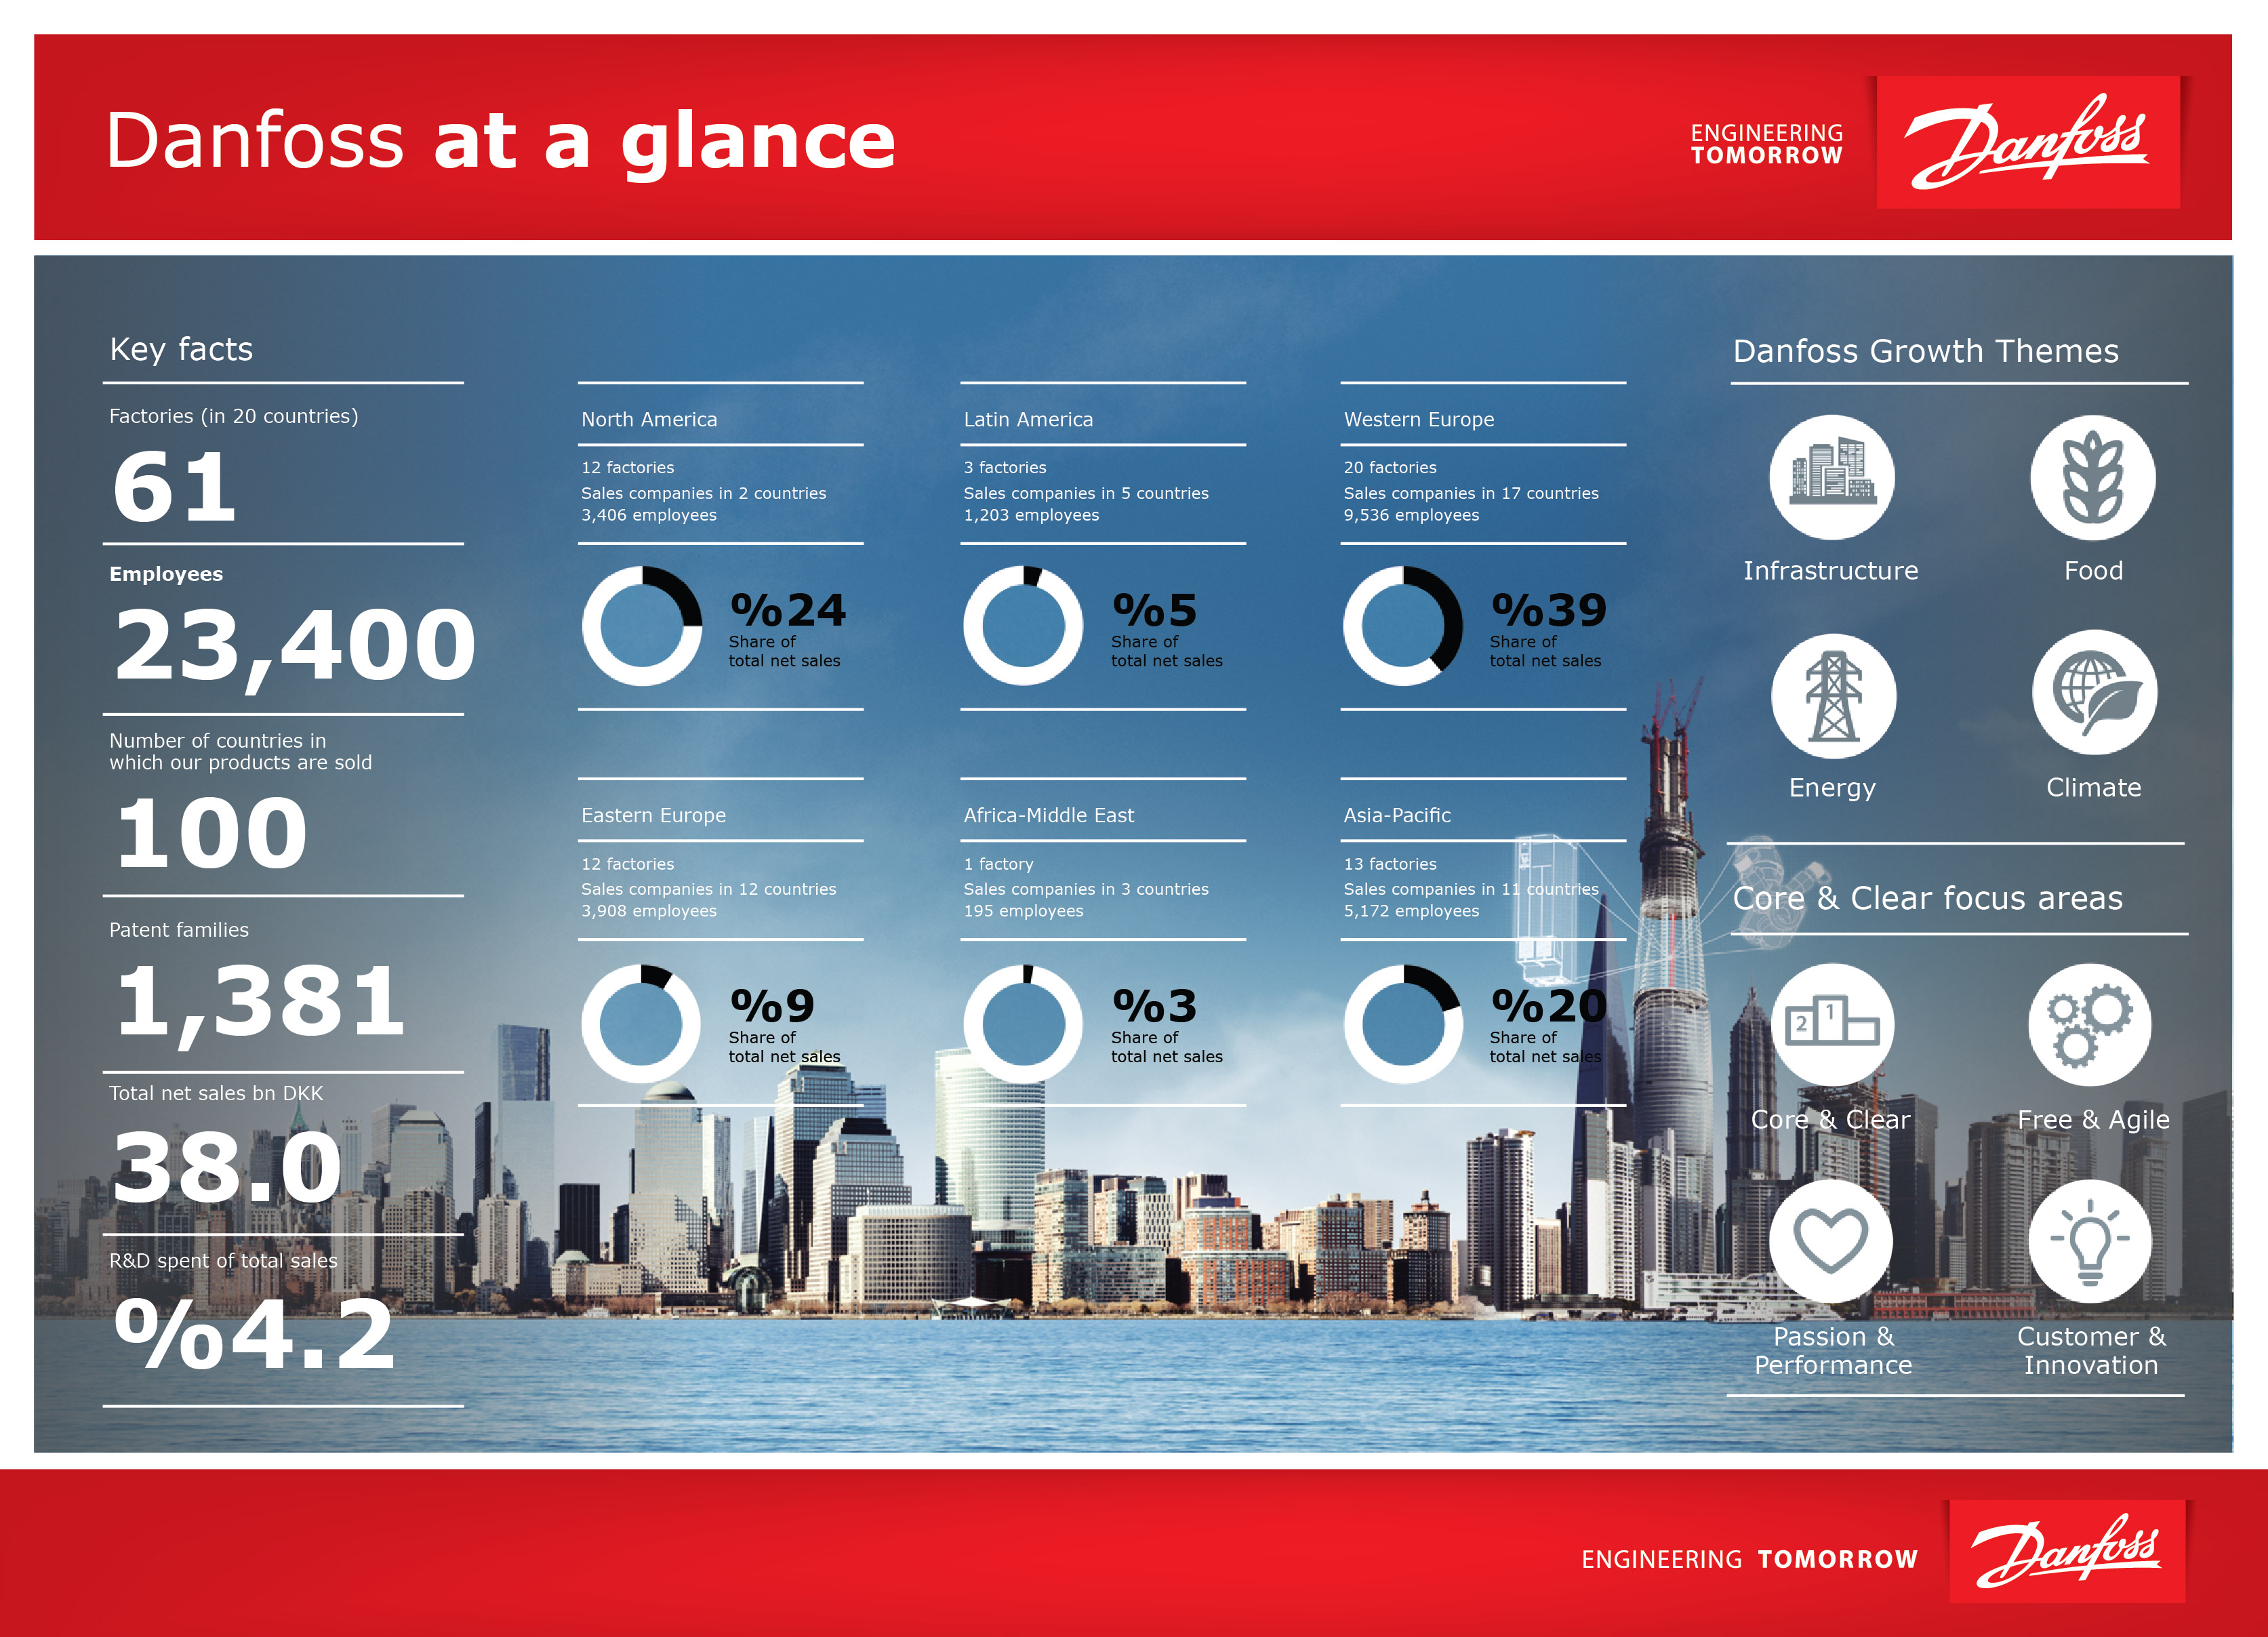 Danfoss at a glance
ENGINEERING
TOMORROW
Danfoss
Key facts
Factories (in 20 countries)
61
Employees
23,400
Number of countries in
which our products are sold
100
Patent families
1,381
Total net sales bn DKK
38.0
R&D spent of total sales
%4.2
North America
12 factories
Sales companies in 2 countries
3,406 employees
%24
Share of
total net sales
Latin America
3 factories
Sales companies in 5 countries
1,203 employees
%5
Share of
total net sales
Western Europe
20 factories
Sales companies in 17 countries
9,536 employees
%39
Share of
total net sales
Eastern Europe
12 factories
Sales companies in 12 countries
3,908 employees
%9
Share of
total net sales
Africa-Middle East
1 factory
Sales companies in 3 countries
195 employees
%3
Share of
total net sales
Asia-Pacific
13 factories
Sales companies in 11 countries
5,172 employees
%20
Share of
total net sales
Danfoss Growth Themes
Infrastructure
Food
Energy
Climate
Core & Clear focus areas
2 1
Core & Clear
Free & Agile
Passion &
Performance
Customer &
Innovation
ENGINEERING TOMORROW
Danfoss